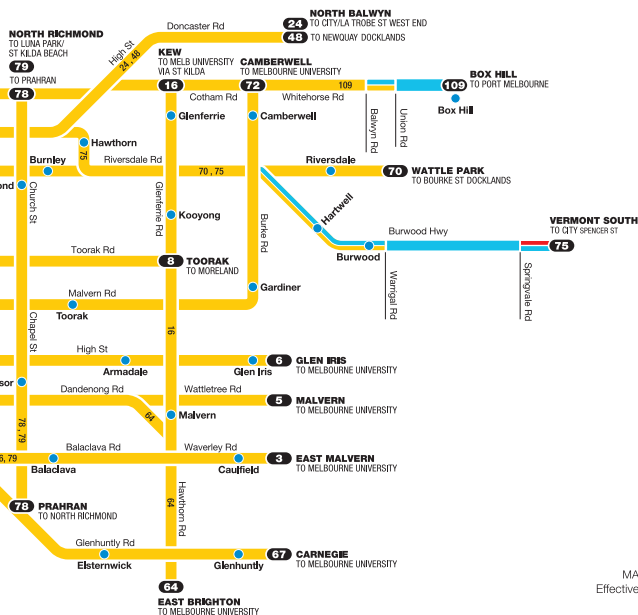 NORTH BALWYN
24 TO CITY/LA TROBE ST WEST END
48 TO NEWQUAY DOCKLANDS
Doncaster Rd
High St
24, 48
NORTH RICHMOND
TO LUNA PARK/
ST KILDA BEACH
79
TO PRAHRAN
78
KEW
TO MELB UNIVERSITY
VIA ST KILDA
16
CAMBERWELL
TO MELBOURNE UNIVERSITY
72
109
BOX HILL
109 TO PORT MELBOURNE
Box Hill
Cotham Rd
Whitehorse Rd
Balwyn Rd
Union Rd
Glenferrie
Camberwell
Hawthorn
75
Burnley
Riversdale Rd
70 , 75
Riversdale
70 WATTLE PARK
TO BOURKE ST DOCKLANDS
ond
Church St
Glenferrie Rd
Kooyong
Burke Rd
Hartwell
Burwood
Burwood Hwy
VERMONT SOUTH
TO CITY SPENCER ST
75
Warrigal Rd
Springvale Rd
Toorak Rd
8 TOORAK
TO MORELAND
Gardiner
Malvern Rd
Toorak
Chapel St
16
High St
Armadale
Glen Iris
6 GLEN IRIS
TO MELBOURNE UNIVERSITY
sor
Dandenong Rd
Wattletree Rd
5 MALVERN
TO MELBOURNE UNIVERSITY
64
Malvern
78 , 79
Balaclava Rd
Waverley Rd
6, 79
Balaclava
Caulfield
3 EAST MALVERN
TO MELBOURNE UNIVERSITY
78 PRAHRAN
TO NORTH RICHMOND
64
Hawthorn Rd
Glenhuntly Rd
Elsternwick
Glenhuntly
67 CARNEGIE
TO MELBOURNE UNIVERSITY
64
EAST BRIGHTON
TO MELBOURNE UNIVERSITY
MA
Effective